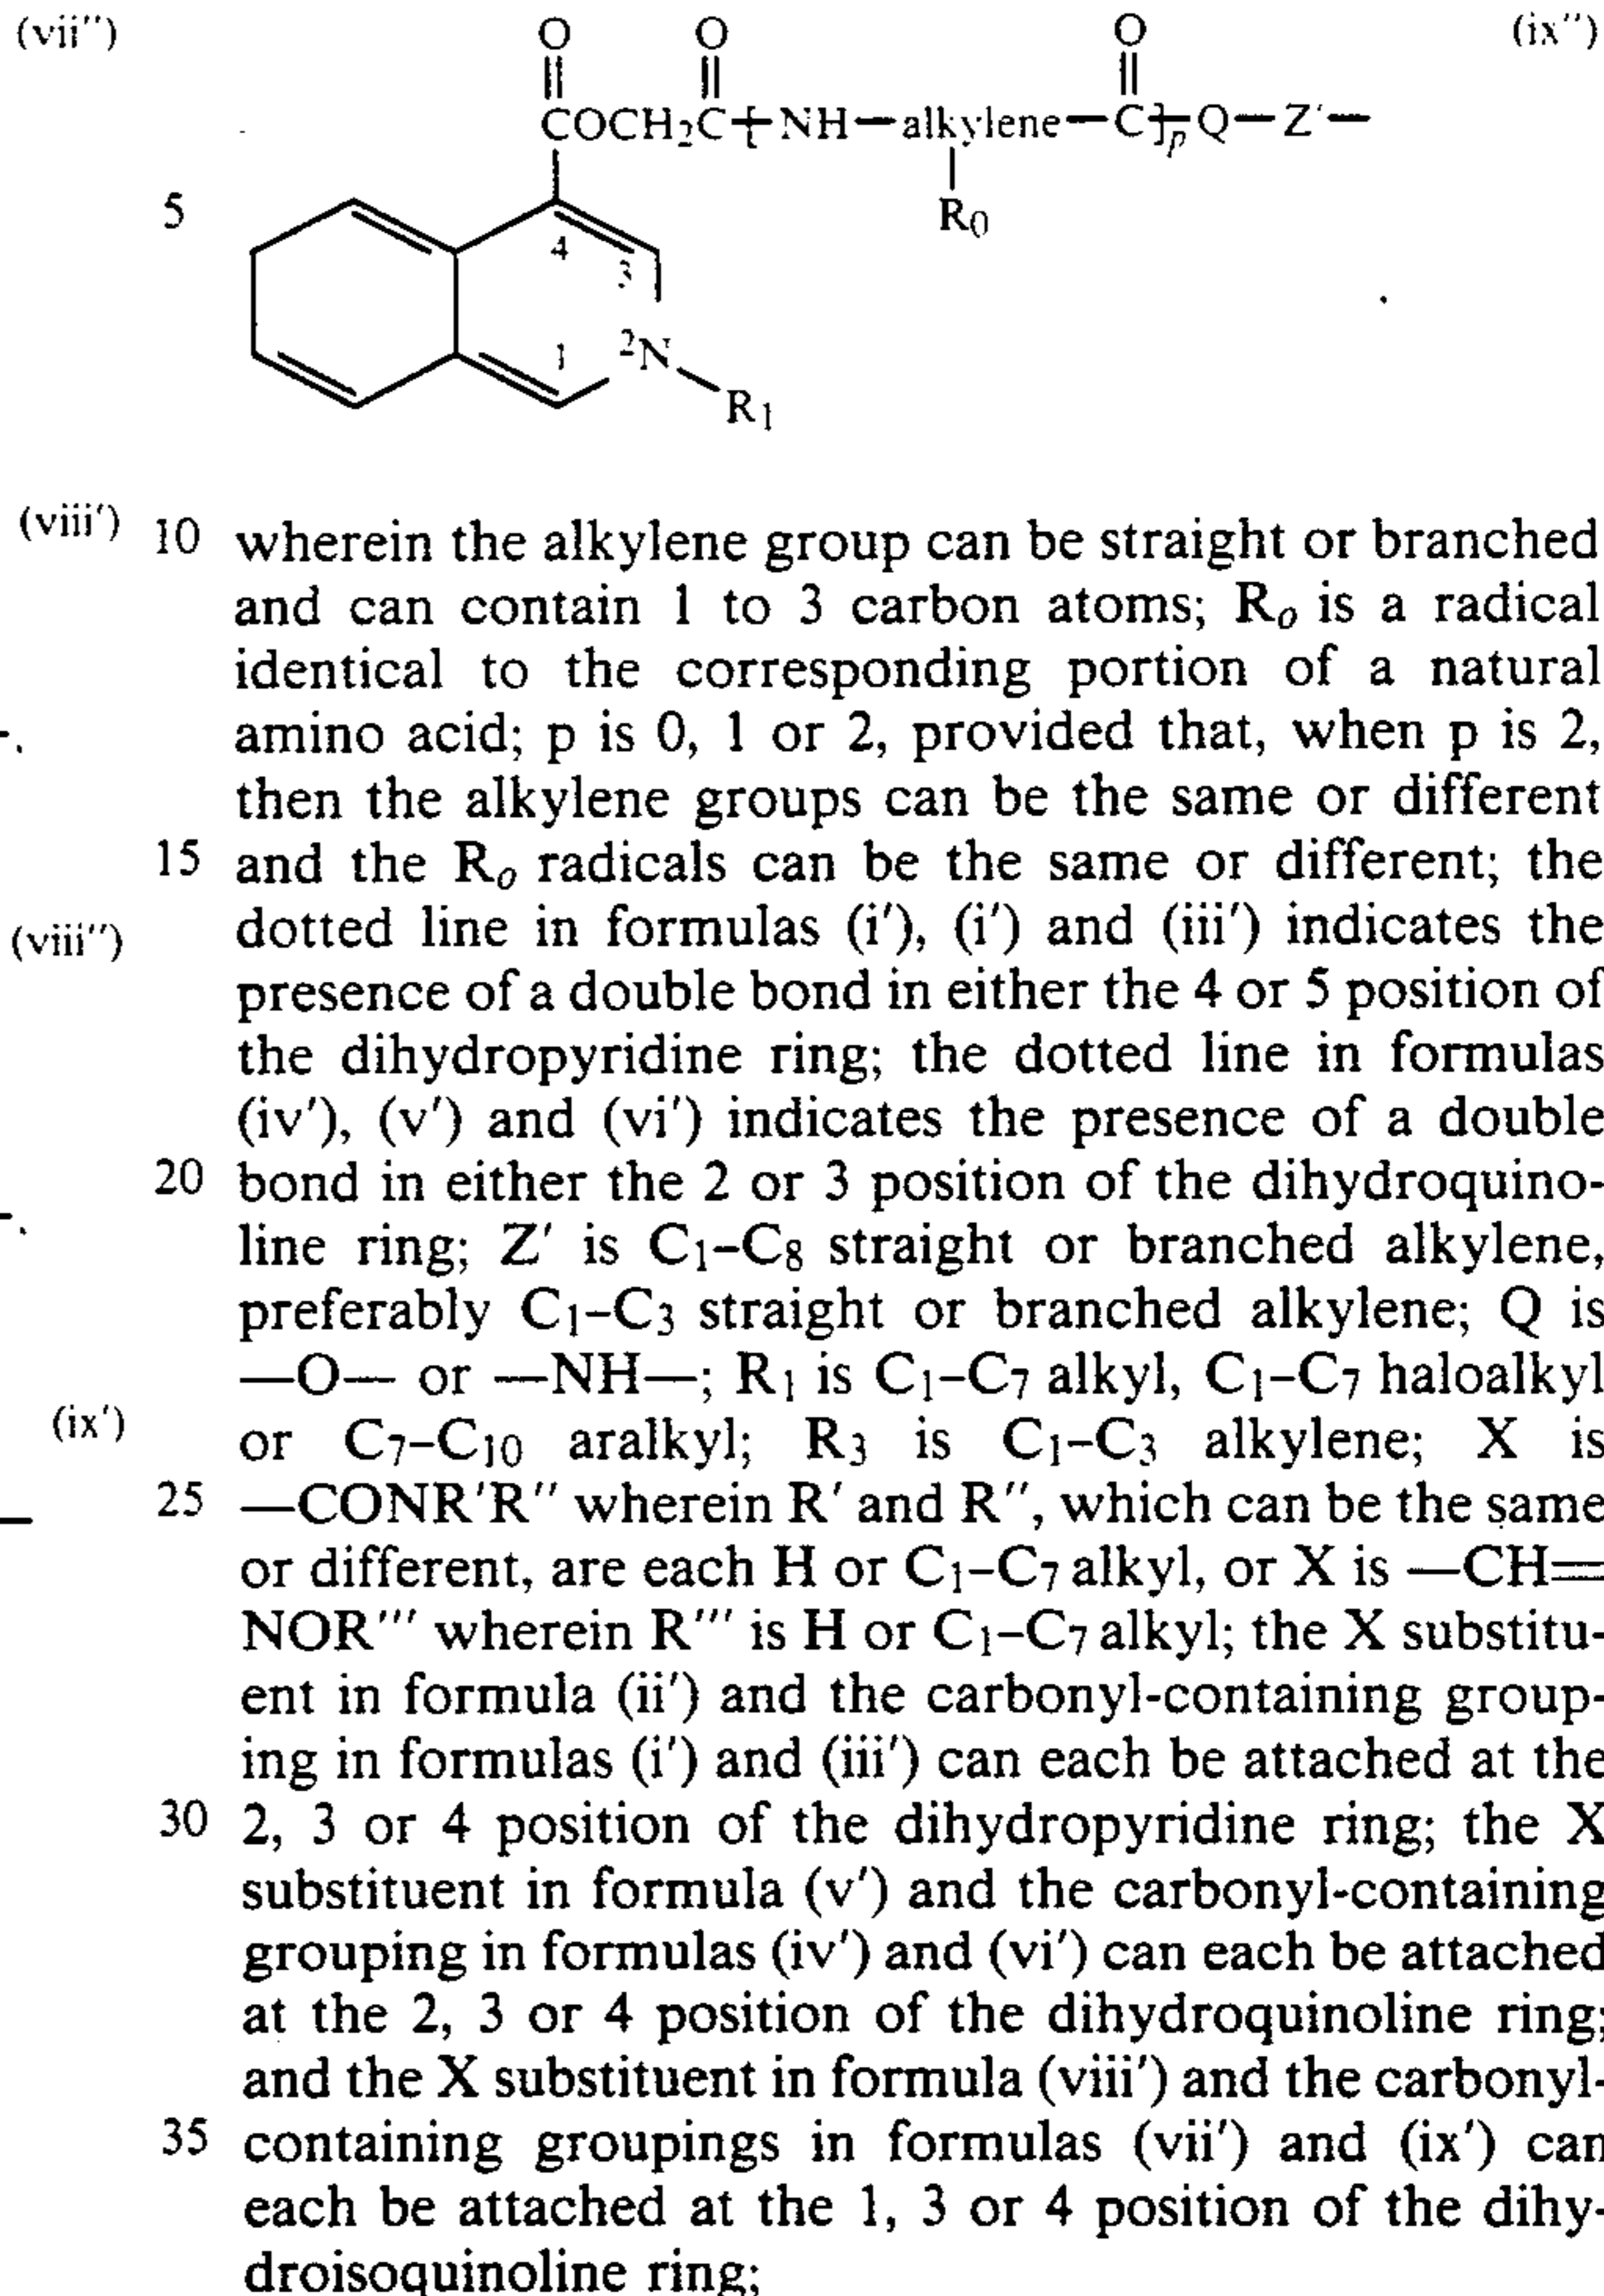 (vii'') O O O (ix'')
COCH₂C[NH—alkylene—C]ₚQ—Z'—
5 R₀
4
3
1 ²N
R₁
(viii') 10 wherein the alkylene group can be straight or branched
and can contain 1 to 3 carbon atoms; Rₒ is a radical
identical to the corresponding portion of a natural
amino acid; p is 0, 1 or 2, provided that, when p is 2,
then the alkylene groups can be the same or different
15 and the Rₒ radicals can be the same or different; the
(viii'') dotted line in formulas (i'), (i') and (iii') indicates the
presence of a double bond in either the 4 or 5 position of
the dihydropyridine ring; the dotted line in formulas
(iv'), (v') and (vi') indicates the presence of a double
20 bond in either the 2 or 3 position of the dihydroquino-
line ring; Z' is C₁–C₈ straight or branched alkylene,
preferably C₁–C₃ straight or branched alkylene; Q is
—O— or —NH—; R₁ is C₁–C₇ alkyl, C₁–C₇ haloalkyl
(ix') or C₇–C₁₀ aralkyl; R₃ is C₁–C₃ alkylene; X is
25 —CONR'R'' wherein R' and R'', which can be the same
or different, are each H or C₁–C₇ alkyl, or X is —CH=
NOR''' wherein R''' is H or C₁–C₇ alkyl; the X substitu-
ent in formula (ii') and the carbonyl-containing group-
ing in formulas (i') and (iii') can each be attached at the
30 2, 3 or 4 position of the dihydropyridine ring; the X
substituent in formula (v') and the carbonyl-containing
grouping in formulas (iv') and (vi') can each be attached
at the 2, 3 or 4 position of the dihydroquinoline ring;
and the X substituent in formula (viii') and the carbonyl-
35 containing groupings in formulas (vii') and (ix') can
each be attached at the 1, 3 or 4 position of the dihy-
droisoquinoline ring;